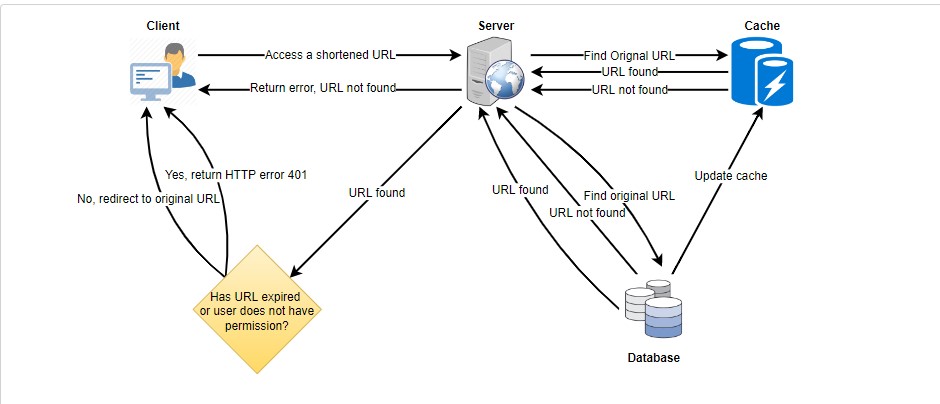 Client
Server
Cache
Access a shortened URL
Find Orignal URL
URL found
Return error, URL not found
URL not found
Yes, return HTTP error 401
No, redirect to original URL
URL found
URL found
Find original URL
URL not found
Update cache
Has URL expired
or user does not have
permission?
Database